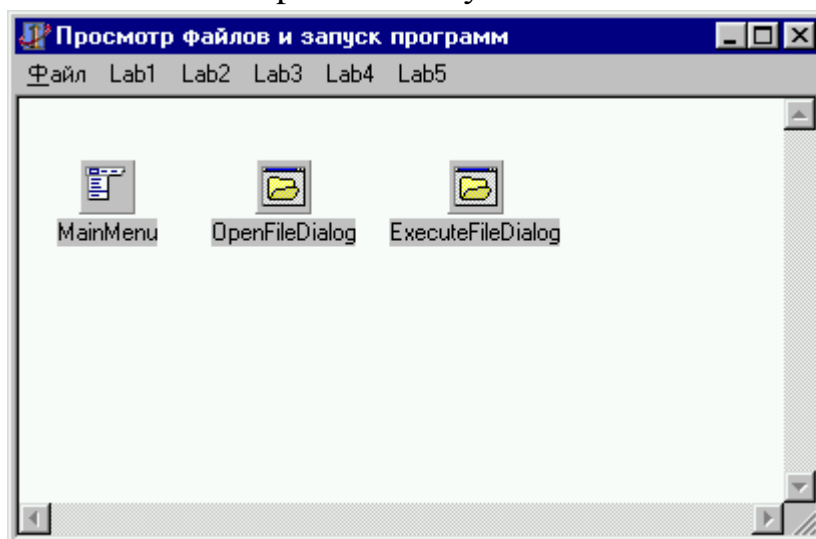 Просмотр файлов и запуск программ
Файл Lab1 Lab2 Lab3 Lab4 Lab5
MainMenu OpenFileDialog ExecuteFileDialog